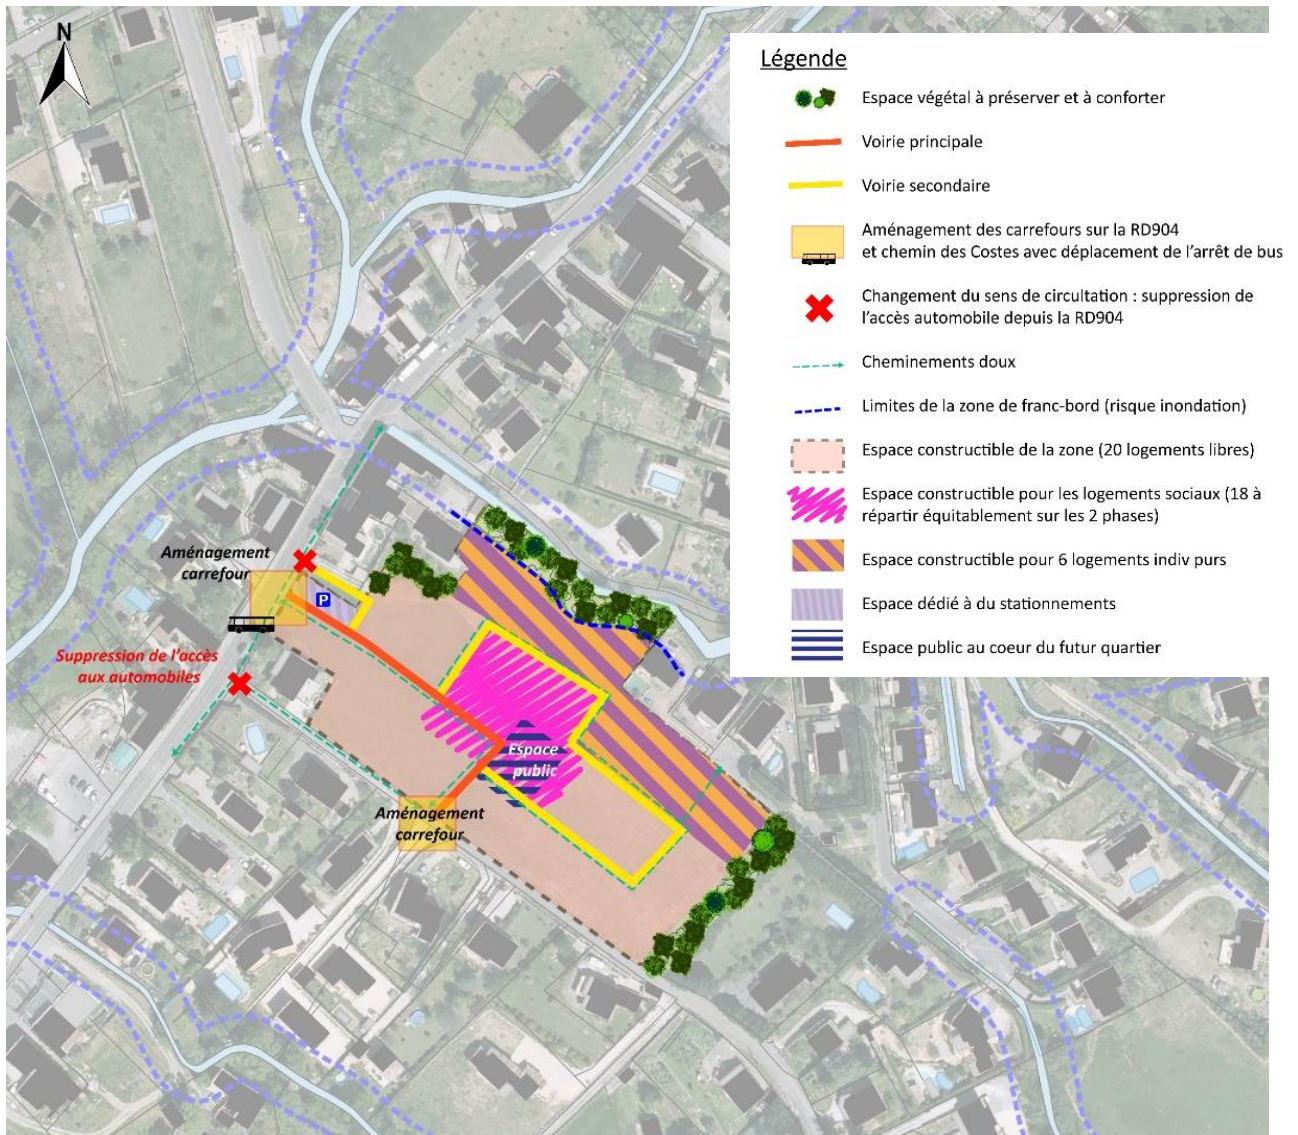 N
Légende
Espace végétal à préserver et à conforter
Voirie principale
Voirie secondaire
Aménagement des carrefours sur la RD904
et chemin des Costes avec déplacement de l'arrêt de bus
Changement du sens de circultation : suppression de
l'accès automobile depuis la RD904
Cheminements doux
Limites de la zone de franc-bord (risque inondation)
Espace constructible de la zone (20 logements libres)
Espace constructible pour les logements sociaux (18 à
répartir équitablement sur les 2 phases)
Espace constructible pour 6 logements indiv purs
Espace dédié à du stationnements
Espace public au coeur du futur quartier
Aménagement
carrefour
P
Suppression de l'accès
aux automobiles
Espace
public
Aménagement
carrefour